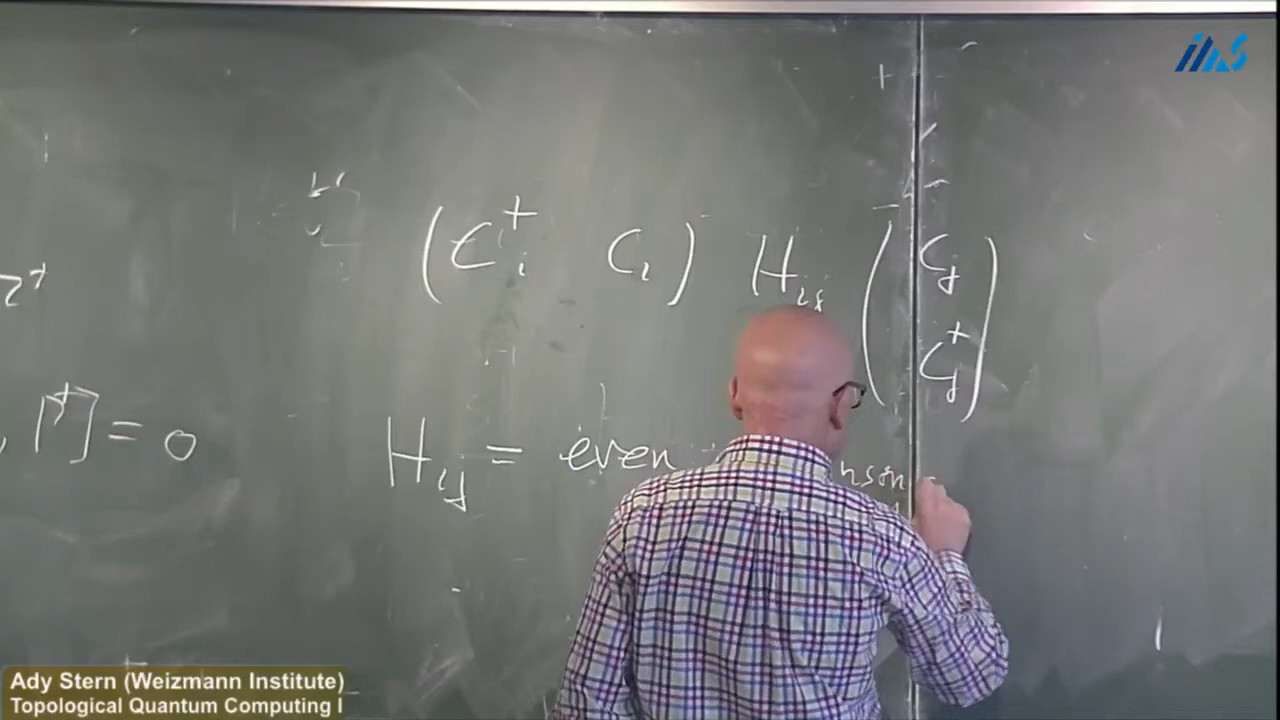 (C_i^+ C_i) H_ij (C_j
C_j^+)
, Γ^+] = 0
H_ij = even
Ady Stern (Weizmann Institute)
Topological Quantum Computing I